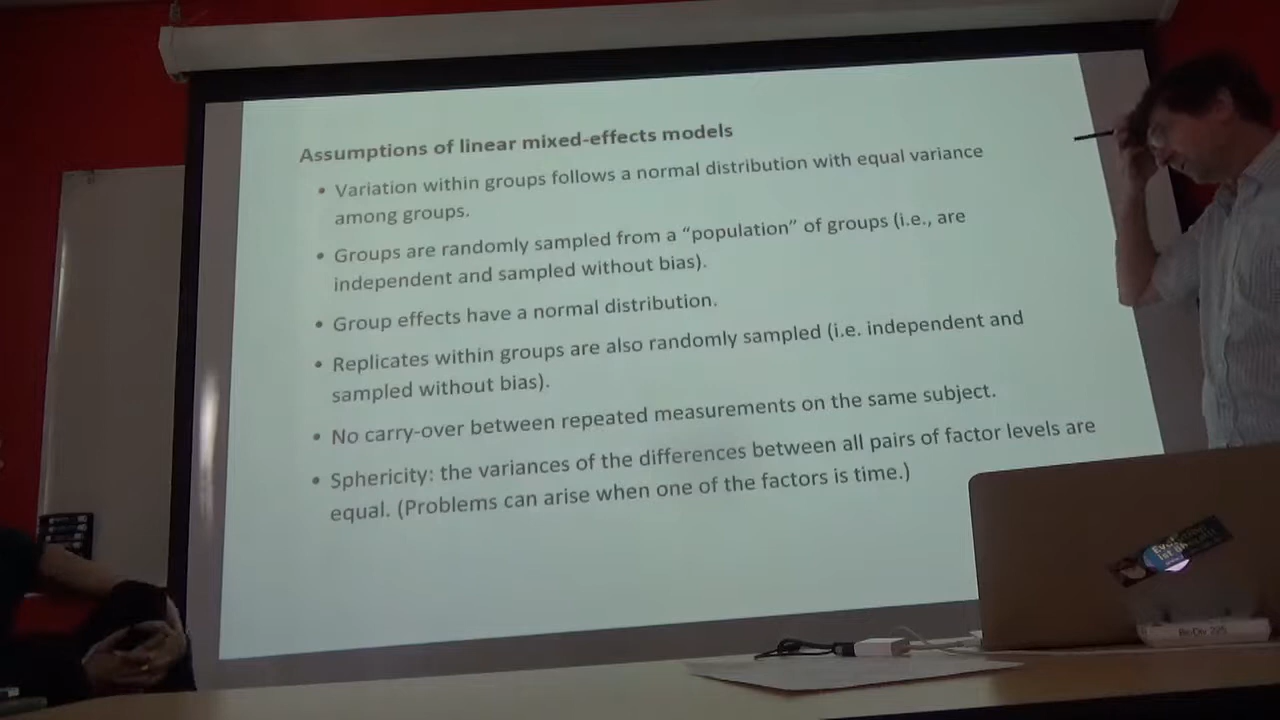 Assumptions of linear mixed-effects models
• Variation within groups follows a normal distribution with equal variance
among groups.
• Groups are randomly sampled from a “population” of groups (i.e., are
independent and sampled without bias).
• Group effects have a normal distribution.
• Replicates within groups are also randomly sampled (i.e. independent and
sampled without bias).
• No carry-over between repeated measurements on the same subject.
• Sphericity: the variances of the differences between all pairs of factor levels are
equal. (Problems can arise when one of the factors is time.)